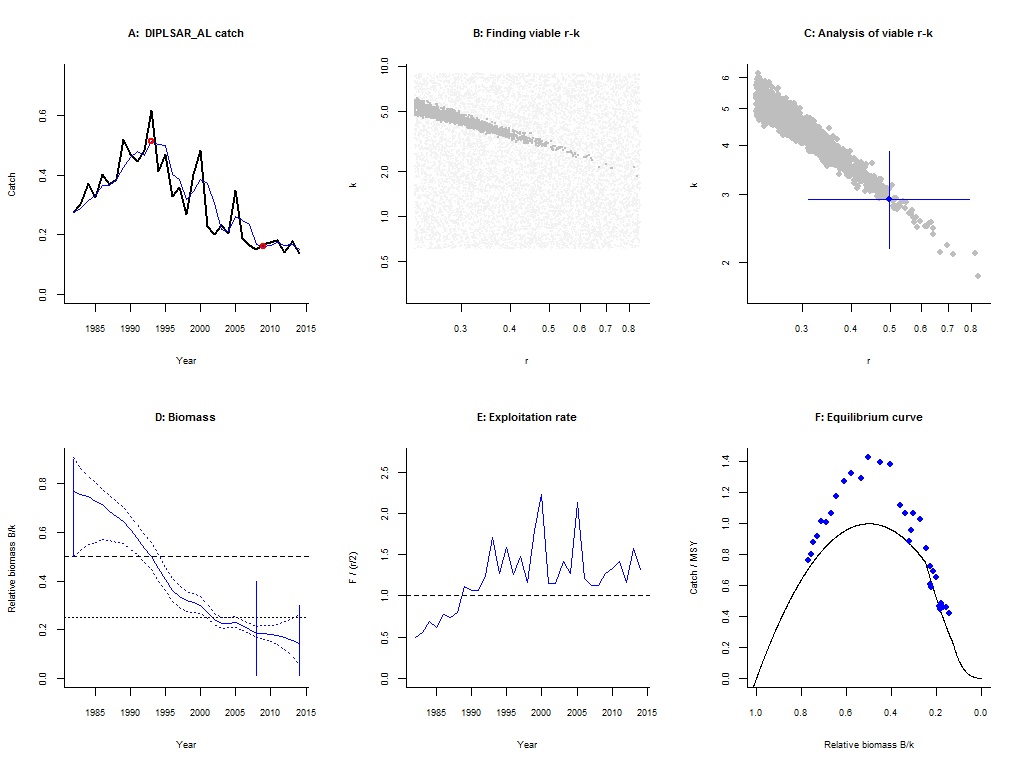 A: DIPLSAR_AL catch
Catch
0.0 0.2 0.4 0.6
1985 1990 1995 2000 2005 2010 2015
Year
B: Finding viable r-k
k
0.5 1.0 2.0 5.0 10.0
0.3 0.4 0.5 0.6 0.7 0.8
r
C: Analysis of viable r-k
k
2 3 4 5 6
0.3 0.4 0.5 0.6 0.7 0.8
r
D: Biomass
Relative biomass B/k
0.0 0.2 0.4 0.6 0.8
1985 1990 1995 2000 2005 2010 2015
Year
E: Exploitation rate
F / (r/2)
0.0 0.5 1.0 1.5 2.0 2.5
1985 1990 1995 2000 2005 2010 2015
Year
F: Equilibrium curve
Catch / MSY
0.0 0.2 0.4 0.6 0.8 1.0 1.2 1.4
1.0 0.8 0.6 0.4 0.2 0.0
Relative biomass B/k